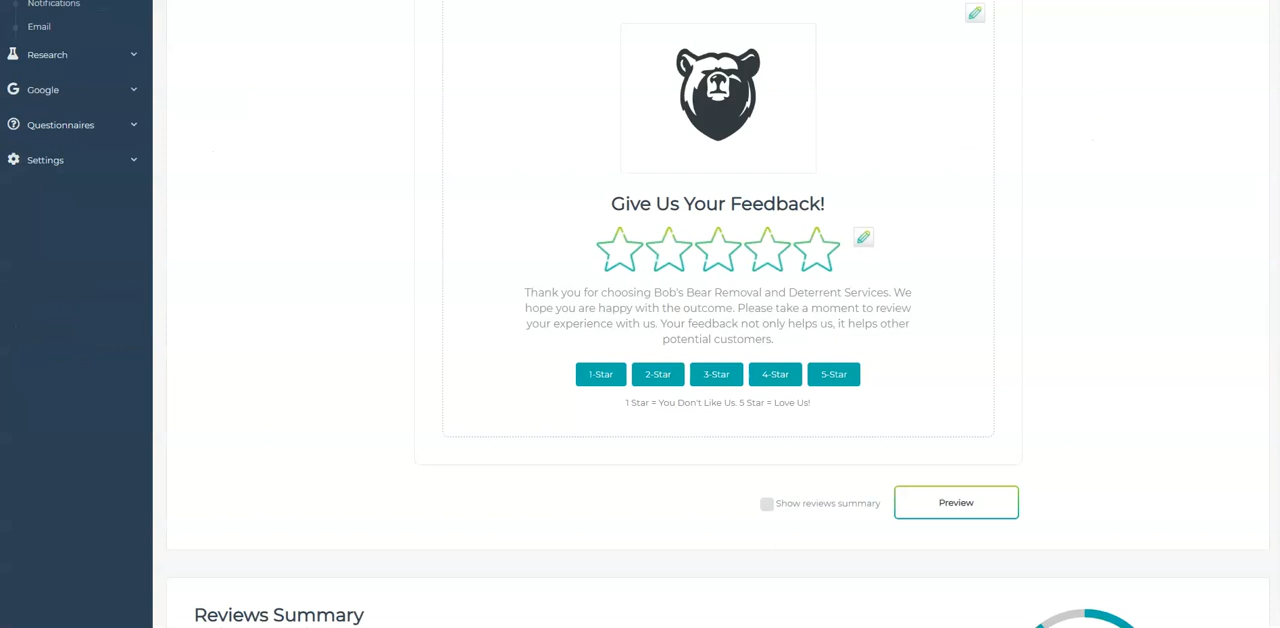 Notifications
Email
Research
Google
Questionnaires
Settings
Give Us Your Feedback!
Thank you for choosing Bob's Bear Removal and Deterrent Services. We
hope you are happy with the outcome. Please take a moment to review
your experience with us. Your feedback not only helps us, it helps other
potential customers.
1-Star 2-Star 3-Star 4-Star 5-Star
1 Star = You Don't Like Us. 5 Star = Love Us!
Show reviews summary Preview
Reviews Summary